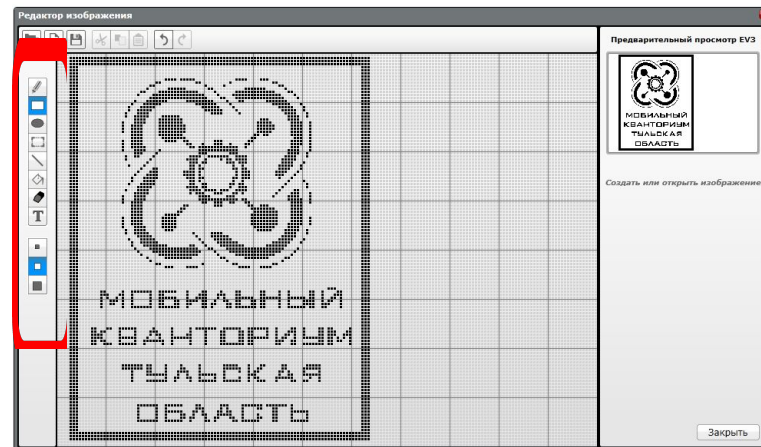 Редактор изображения
Предварительный просмотр EV3
МОБИЛЬНЫЙ
КВАНТОРИУМ
ТУЛЬСКАЯ
ОБЛАСТЬ
Создать или открыть изображение
T
МОБИЛЬНЫЙ
КВАНТОРИУМ
ТУЛЬСКАЯ
ОБЛАСТЬ
Закрыть